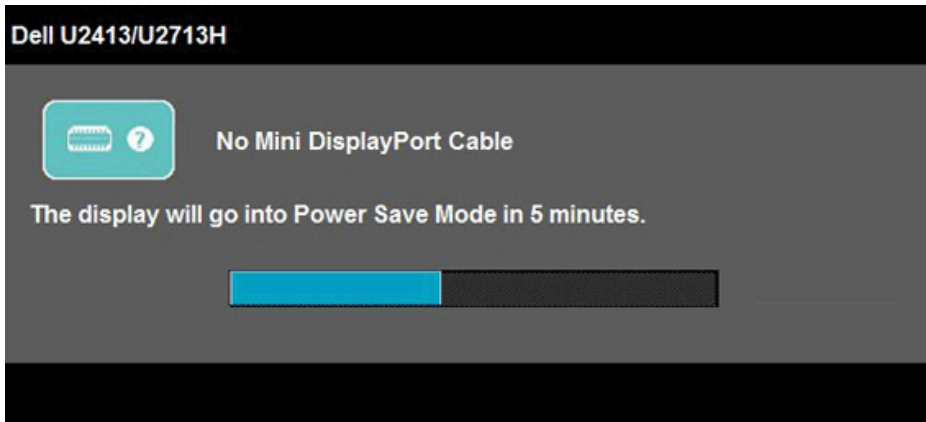 Dell U2413/U2713H
?
No Mini DisplayPort Cable
The display will go into Power Save Mode in 5 minutes.